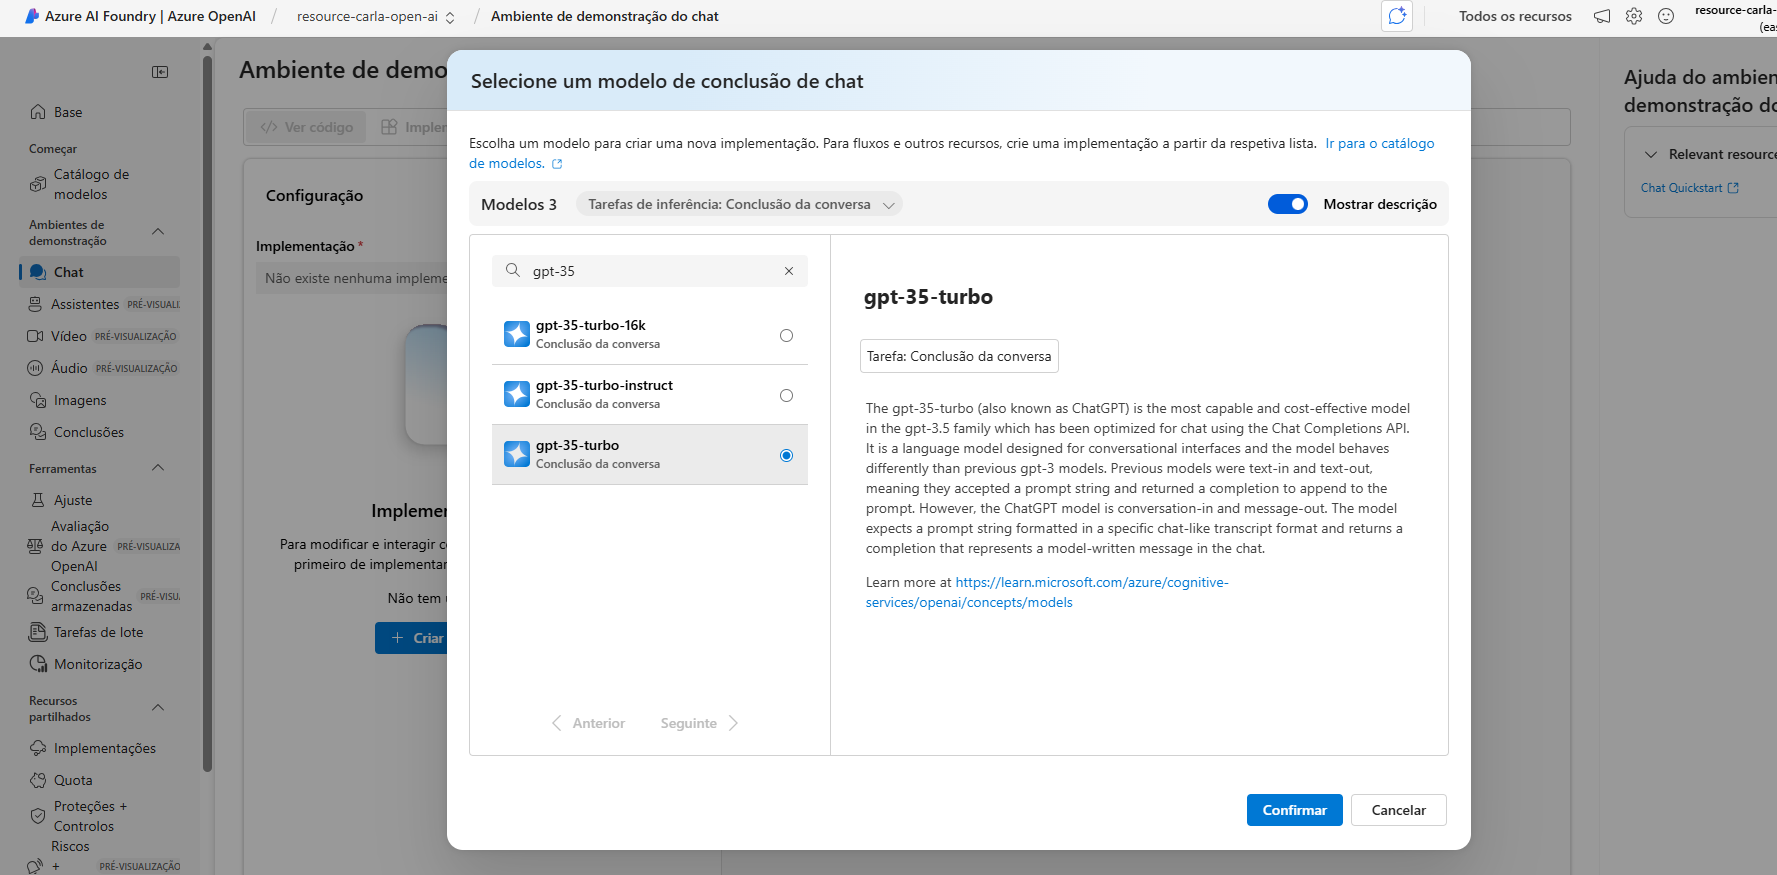 Azure AI Foundry | Azure OpenAI / resource-carla-open-ai / Ambiente de demonstração do chat
Todos os recursos
resource-carla-
(eas
Base
Começar
Catálogo de
modelos
Ambientes de
demonstração
Chat
Assistentes PRÉ-VISUALI
Vídeo PRÉ-VISUALIZAÇÃO
Áudio PRÉ-VISUALIZAÇÃO
Imagens
Conclusões
Ferramentas
Ajuste
Avaliação
do Azure PRÉ-VISUALIZA
OpenAI
Conclusões
armazenadas PRÉ-VISU
Tarefas de lote
Monitorização
Recursos
partilhados
Implementações
Quota
Proteções +
Controlos
Riscos
+ PRÉ-VISUALIZAÇÃO
Ambiente de demo
Ver código
Implem
Configuração
Implementação *
Não existe nenhuma impleme
Implemen
Para modificar e interagir c
primeiro de implementar
Não tem
+ Criar
Selecione um modelo de conclusão de chat
Escolha um modelo para criar uma nova implementação. Para fluxos e outros recursos, crie uma implementação a partir da respetiva lista. Ir para o catálogo
de modelos.
Modelos 3
Tarefas de inferência: Conclusão da conversa
Mostrar descrição
gpt-35
gpt-35-turbo-16k
Conclusão da conversa
gpt-35-turbo-instruct
Conclusão da conversa
gpt-35-turbo
Conclusão da conversa
Anterior
Seguinte
gpt-35-turbo
Tarefa: Conclusão da conversa
The gpt-35-turbo (also known as ChatGPT) is the most capable and cost-effective model
in the gpt-3.5 family which has been optimized for chat using the Chat Completions API.
It is a language model designed for conversational interfaces and the model behaves
differently than previous gpt-3 models. Previous models were text-in and text-out,
meaning they accepted a prompt string and returned a completion to append to the
prompt. However, the ChatGPT model is conversation-in and message-out. The model
expects a prompt string formatted in a specific chat-like transcript format and returns a
completion that represents a model-written message in the chat.
Learn more at https://learn.microsoft.com/azure/cognitive-
services/openai/concepts/models
Confirmar
Cancelar
Ajuda do ambien
demonstração do
Relevant resource
Chat Quickstart